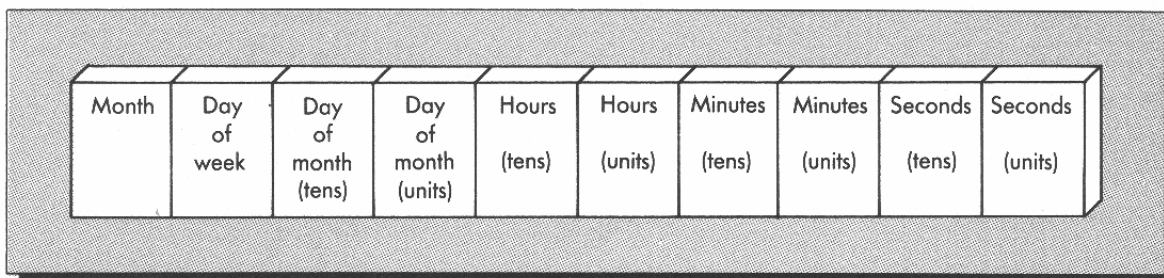 Month
Day
of
week
Day
of
month
(tens)
Day
of
month
(units)
Hours
(tens)
Hours
(units)
Minutes
(tens)
Minutes
(units)
Seconds
(tens)
Seconds
(units)